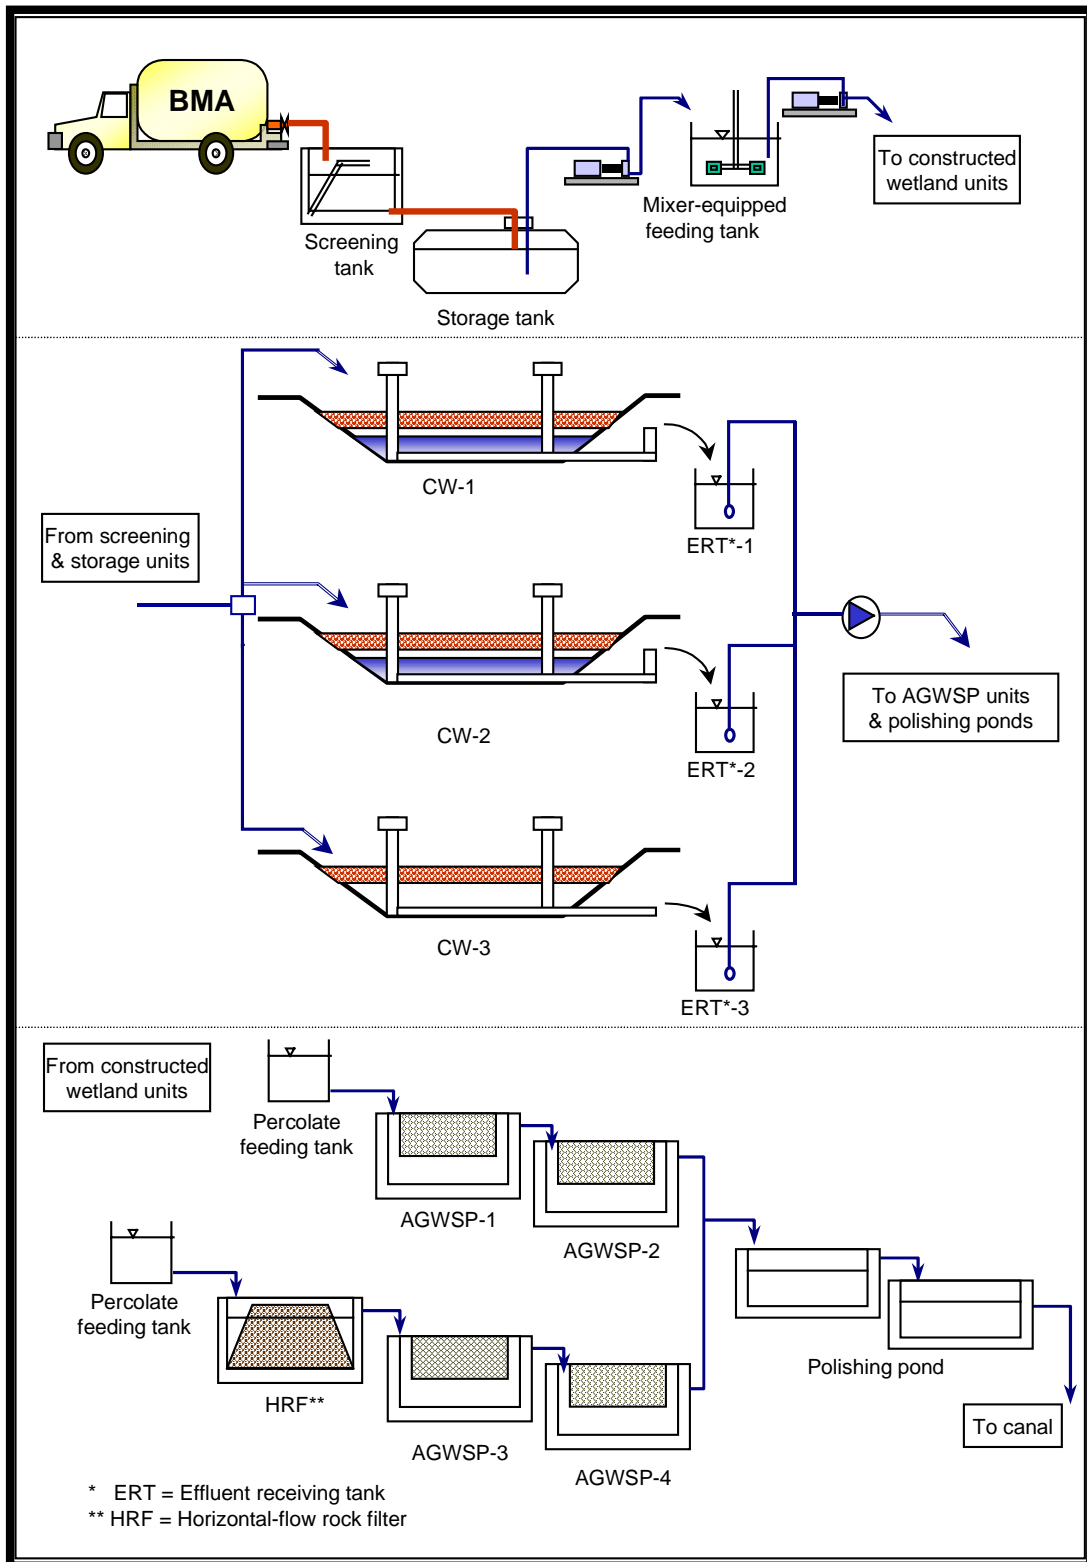 BMA
To constructed
wetland units
Mixer-equipped
feeding tank
Screening
tank
Storage tank
CW-1
From screening
& storage units
ERT*-1
To AGWSP units
& polishing ponds
CW-2
ERT*-2
CW-3
ERT*-3
From constructed
wetland units
Percolate
feeding tank
AGWSP-1
AGWSP-2
Percolate
feeding tank
HRF**
AGWSP-3
AGWSP-4
Polishing pond
To canal
* ERT = Effluent receiving tank
** HRF = Horizontal-flow rock filter